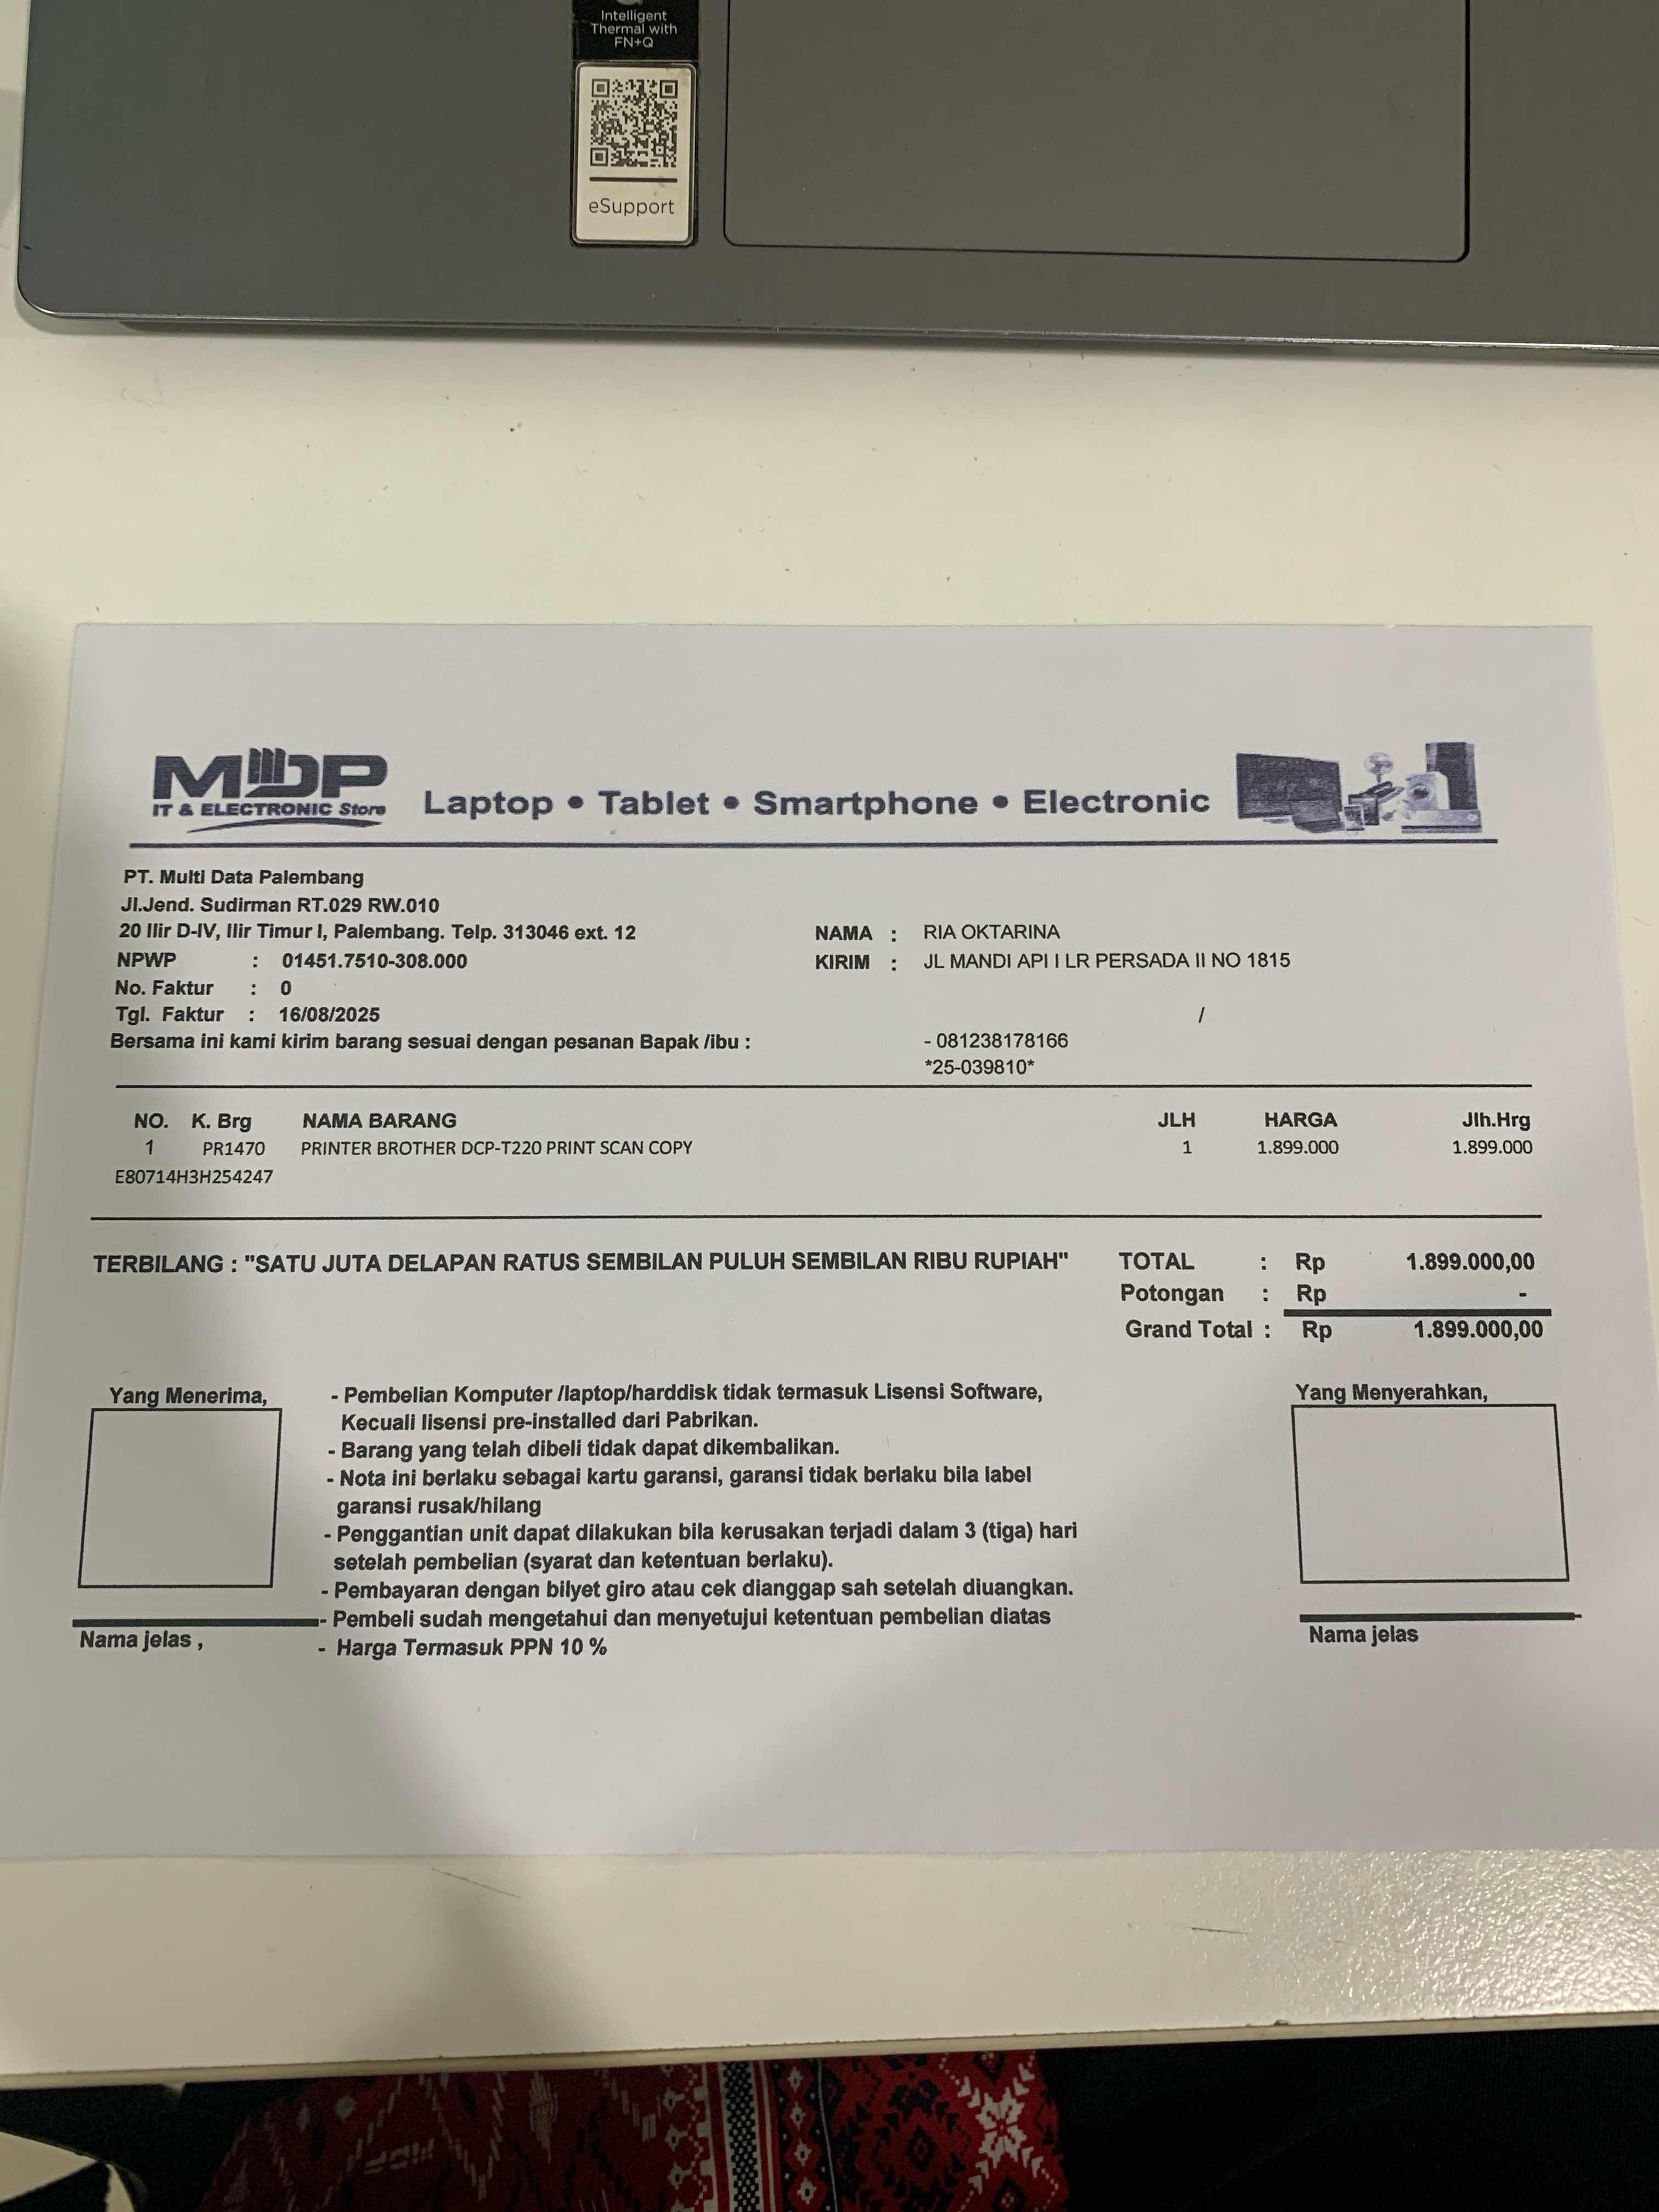 Intelligent
Thermal with
FN+Q
eSupport
MDP
IT & ELECTRONIC Store
Laptop • Tablet • Smartphone • Electronic
PT. Multi Data Palembang
Jl.Jend. Sudirman RT.029 RW.010
20 Ilir D-IV, Ilir Timur I, Palembang. Telp. 313046 ext. 12
NPWP : 01451.7510-308.000
No. Faktur : 0
Tgl. Faktur : 16/08/2025
Bersama ini kami kirim barang sesuai dengan pesanan Bapak /ibu :
NAMA : RIA OKTARINA
KIRIM : JL MANDI API I LR PERSADA II NO 1815
/
- 081238178166
*25-039810*
NO. K. Brg NAMA BARANG JLH HARGA Jlh.Hrg
1 PR1470 PRINTER BROTHER DCP-T220 PRINT SCAN COPY 1 1.899.000 1.899.000
E80714H3H254247
TERBILANG : "SATU JUTA DELAPAN RATUS SEMBILAN PULUH SEMBILAN RIBU RUPIAH"
TOTAL : Rp 1.899.000,00
Potongan : Rp -
Grand Total : Rp 1.899.000,00
Yang Menerima,
- Pembelian Komputer /laptop/harddisk tidak termasuk Lisensi Software,
Kecuali lisensi pre-installed dari Pabrikan.
- Barang yang telah dibeli tidak dapat dikembalikan.
- Nota ini berlaku sebagai kartu garansi, garansi tidak berlaku bila label
garansi rusak/hilang
- Penggantian unit dapat dilakukan bila kerusakan terjadi dalam 3 (tiga) hari
setelah pembelian (syarat dan ketentuan berlaku).
- Pembayaran dengan bilyet giro atau cek dianggap sah setelah diuangkan.
- Pembeli sudah mengetahui dan menyetujui ketentuan pembelian diatas
- Harga Termasuk PPN 10 %
Nama jelas ,
Yang Menyerahkan,
Nama jelas